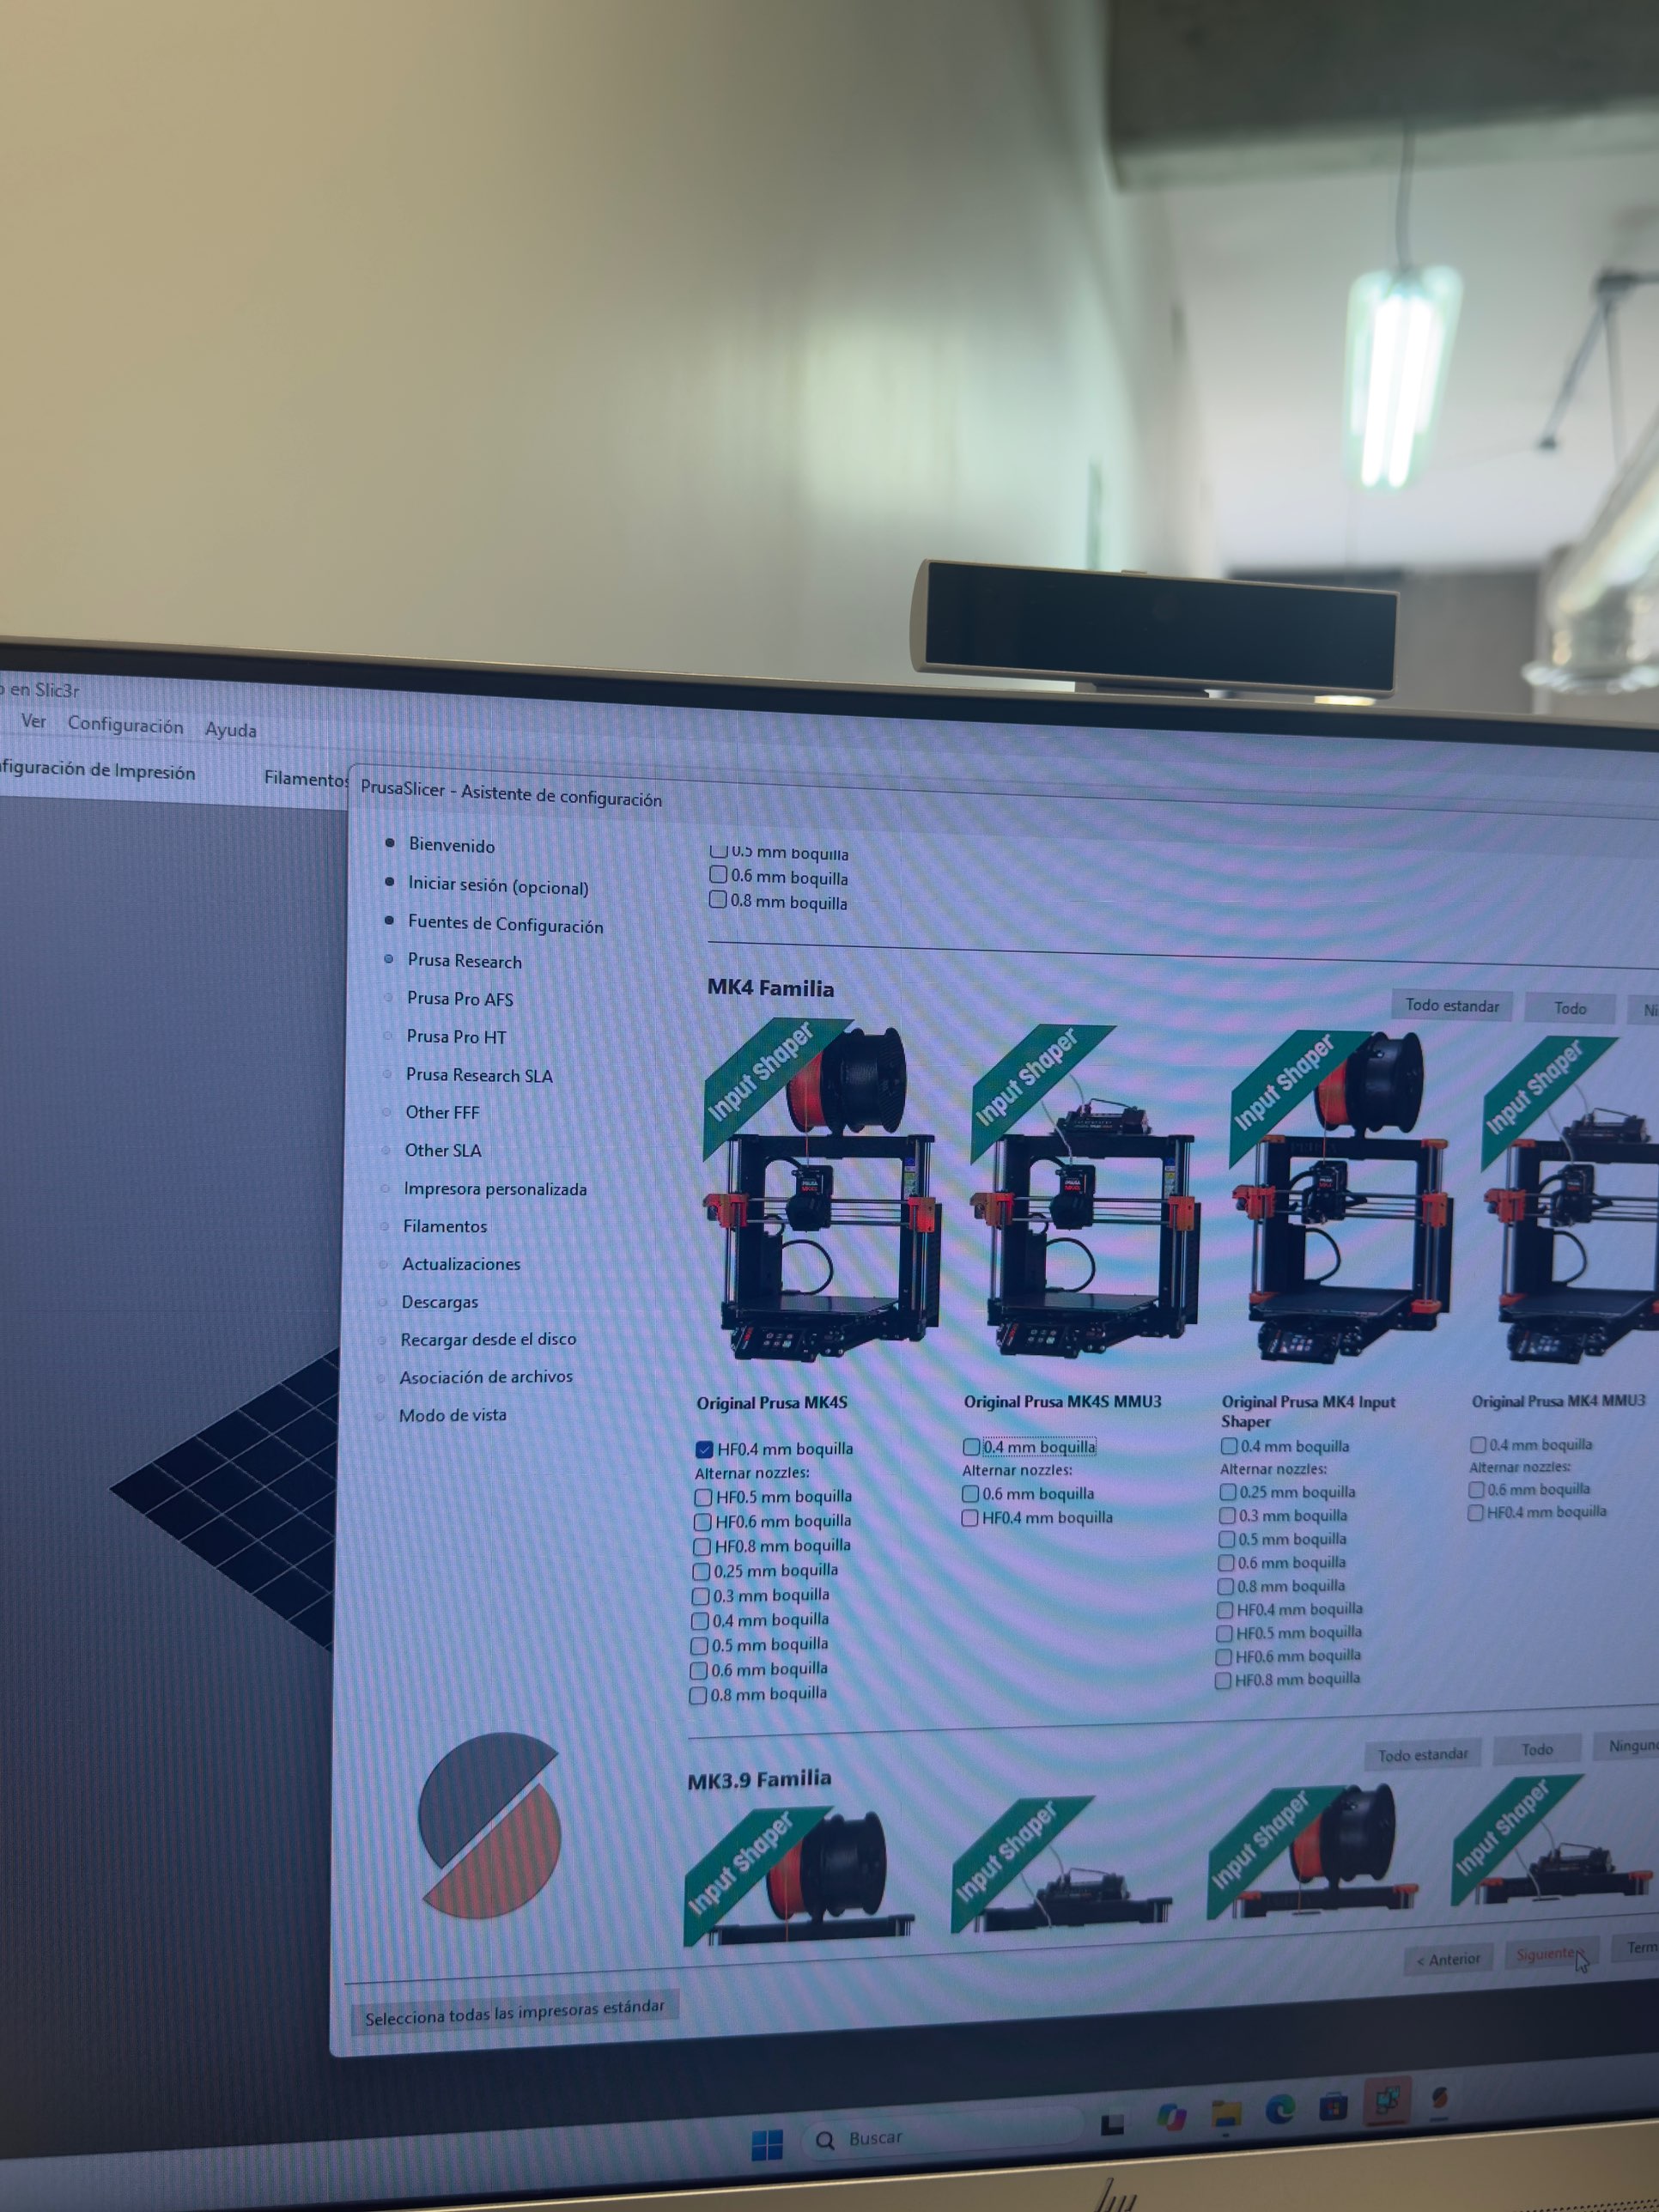 en Slic3r
Ver Configuración Ayuda
figuración de Impresión Filamentos
PrusaSlicer - Asistente de configuración
Bienvenido
Iniciar sesión (opcional)
Fuentes de Configuración
Prusa Research
Prusa Pro AFS
Prusa Pro HT
Prusa Research SLA
Other FFF
Other SLA
Impresora personalizada
Filamentos
Actualizaciones
Descargas
Recargar desde el disco
Asociación de archivos
Modo de vista
0.5 mm boquilla
0.6 mm boquilla
0.8 mm boquilla
MK4 Familia
Todo estandar Todo Ni
Input Shaper
Input Shaper
Input Shaper
Input Shaper
Original Prusa MK4S
HF0.4 mm boquilla
Alternar nozzles:
HF0.5 mm boquilla
HF0.6 mm boquilla
HF0.8 mm boquilla
0.25 mm boquilla
0.3 mm boquilla
0.4 mm boquilla
0.5 mm boquilla
0.6 mm boquilla
0.8 mm boquilla
Original Prusa MK4S MMU3
0.4 mm boquilla
Alternar nozzles:
0.6 mm boquilla
HF0.4 mm boquilla
Original Prusa MK4 Input
Shaper
0.4 mm boquilla
Alternar nozzles:
0.25 mm boquilla
0.3 mm boquilla
0.5 mm boquilla
0.6 mm boquilla
0.8 mm boquilla
HF0.4 mm boquilla
HF0.5 mm boquilla
HF0.6 mm boquilla
HF0.8 mm boquilla
Original Prusa MK4 MMU3
0.4 mm boquilla
Alternar nozzles:
0.6 mm boquilla
HF0.4 mm boquilla
MK3.9 Familia
Todo estandar Todo Ningun
Input Shaper
Input Shaper
Input Shaper
Input Shaper
< Anterior Siguiente Term
Selecciona todas las impresoras estándar
Buscar
hp